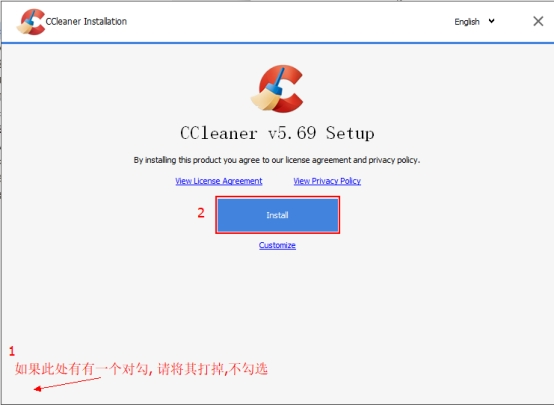 CCleaner Installation
English
CCleaner v5.69 Setup
By installing this product you agree to our license agreement and privacy policy.
View License Agreement View Privacy Policy
2
Install
Customize
1
如果此处有有一个对勾, 请将其打掉,不勾选